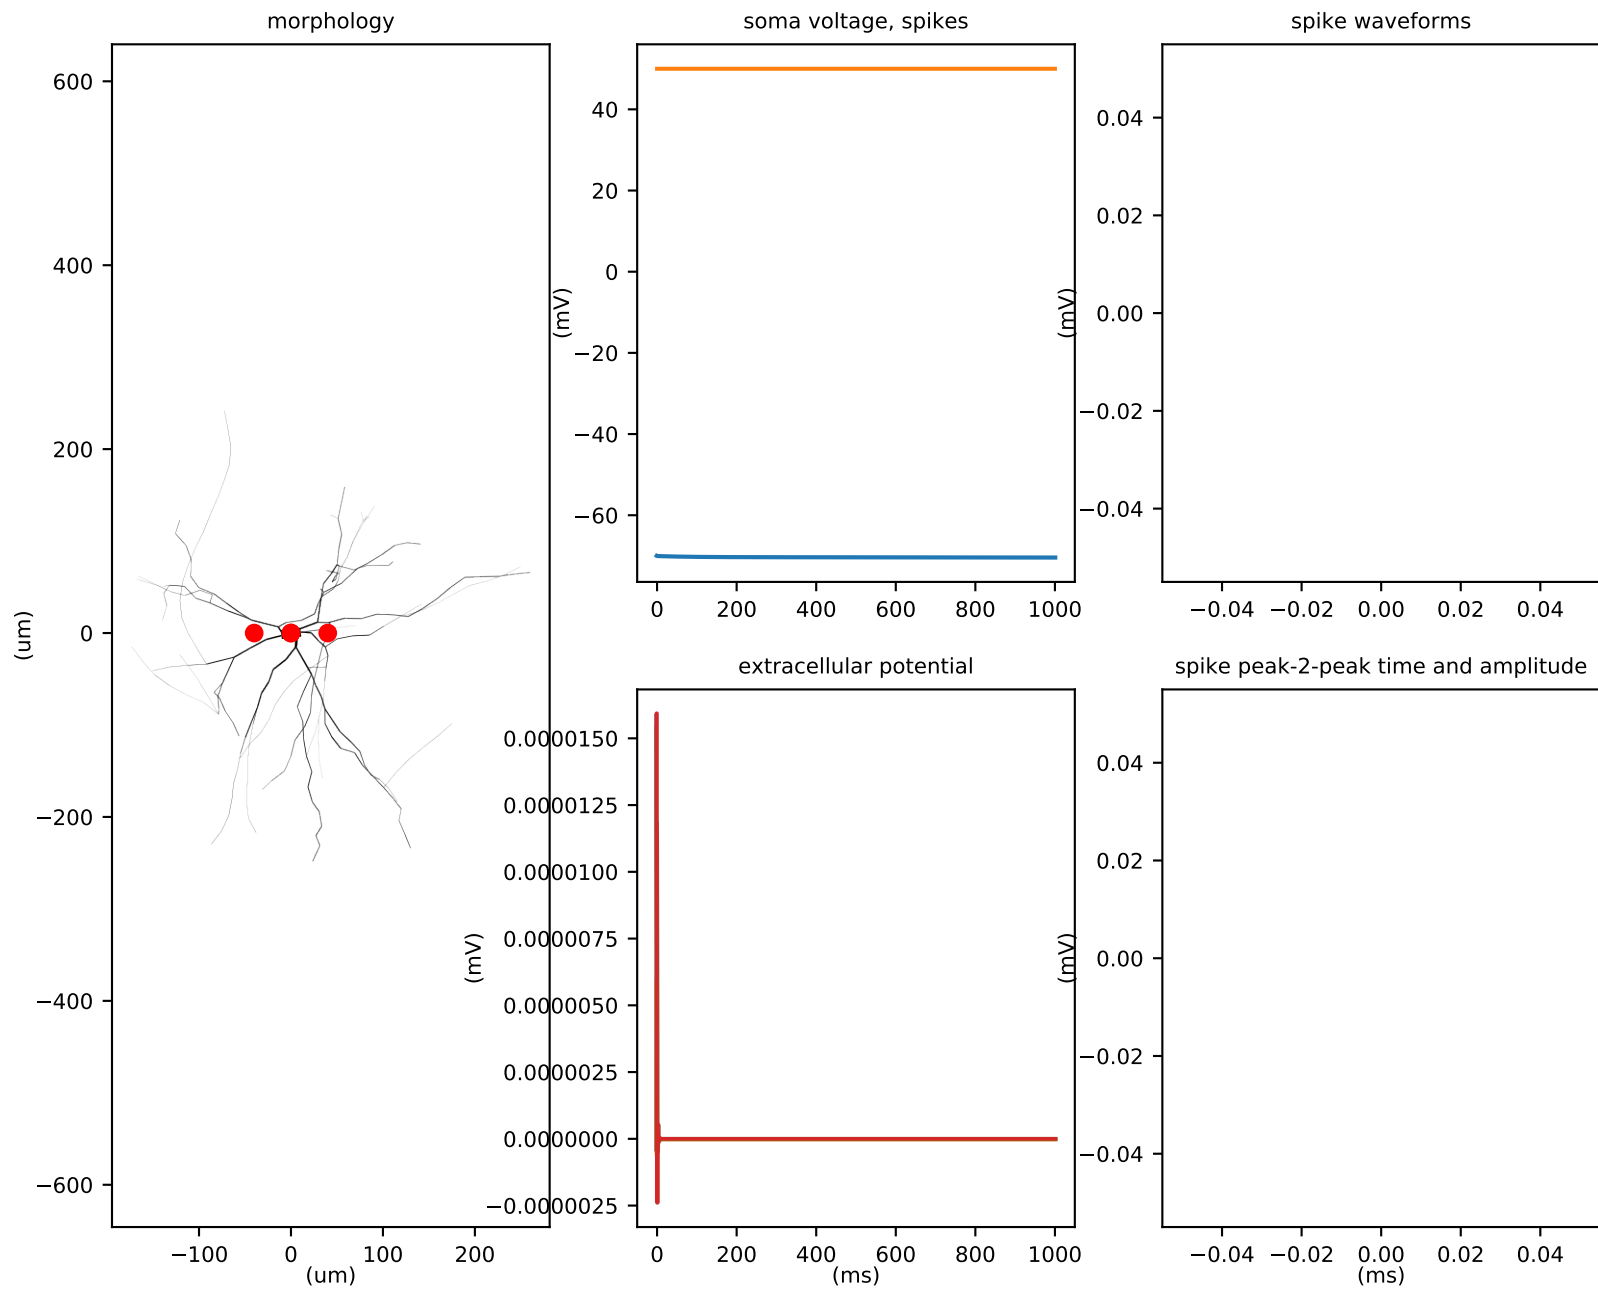 morphology
600
400
200
0
−200
−400
−600
(um)
−100 0 100 200
(um)
soma voltage, spikes
40
20
0
−20
−40
−60
(mV)
0 200 400 600 800 1000
spike waveforms
0.04
0.02
0.00
−0.02
−0.04
(mV)
−0.04 −0.02 0.00 0.02 0.04
extracellular potential
0.0000150
0.0000125
0.0000100
0.0000075
0.0000050
0.0000025
0.0000000
−0.0000025
(mV)
0 200 400 600 800 1000
(ms)
spike peak-2-peak time and amplitude
0.04
0.02
0.00
−0.02
−0.04
(mV)
−0.04 −0.02 0.00 0.02 0.04
(ms)